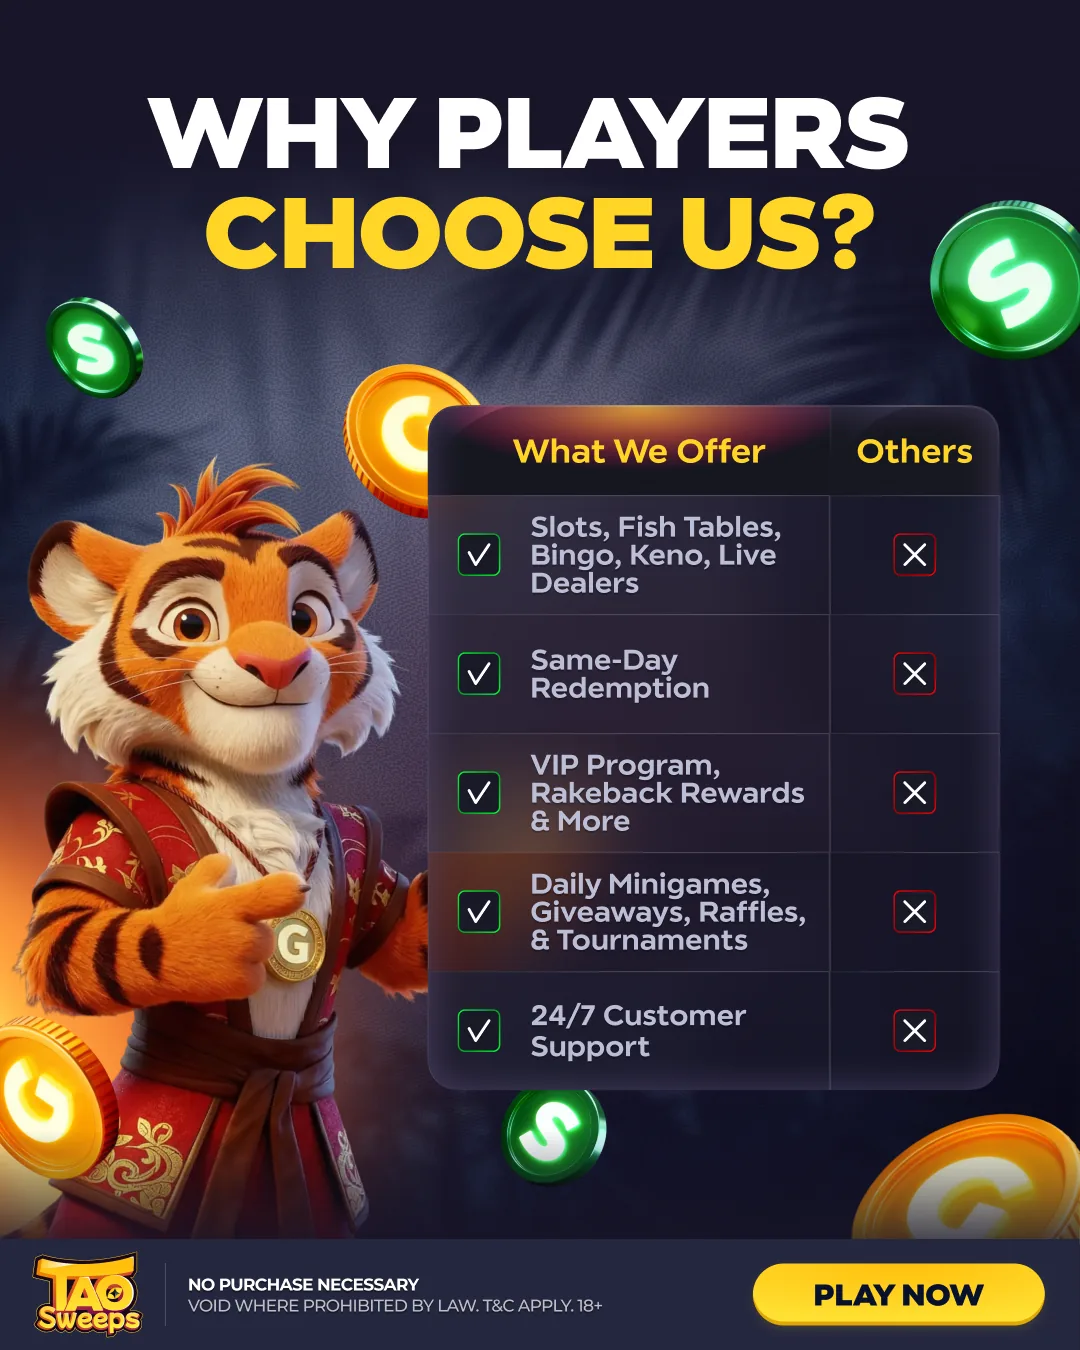 WHY PLAYERS
CHOOSE US?
S
S
C
What We Offer
Others
Slots, Fish Tables,
Bingo, Keno, Live
Dealers
Same-Day
Redemption
VIP Program,
Rakeback Rewards
& More
Daily Minigames,
Giveaways, Raffles,
& Tournaments
G
24/7 Customer
Support
G
S
TAO
Sweeps
NO PURCHASE NECESSARY
VOID WHERE PROHIBITED BY LAW. T&C APPLY. 18+
PLAY NOW